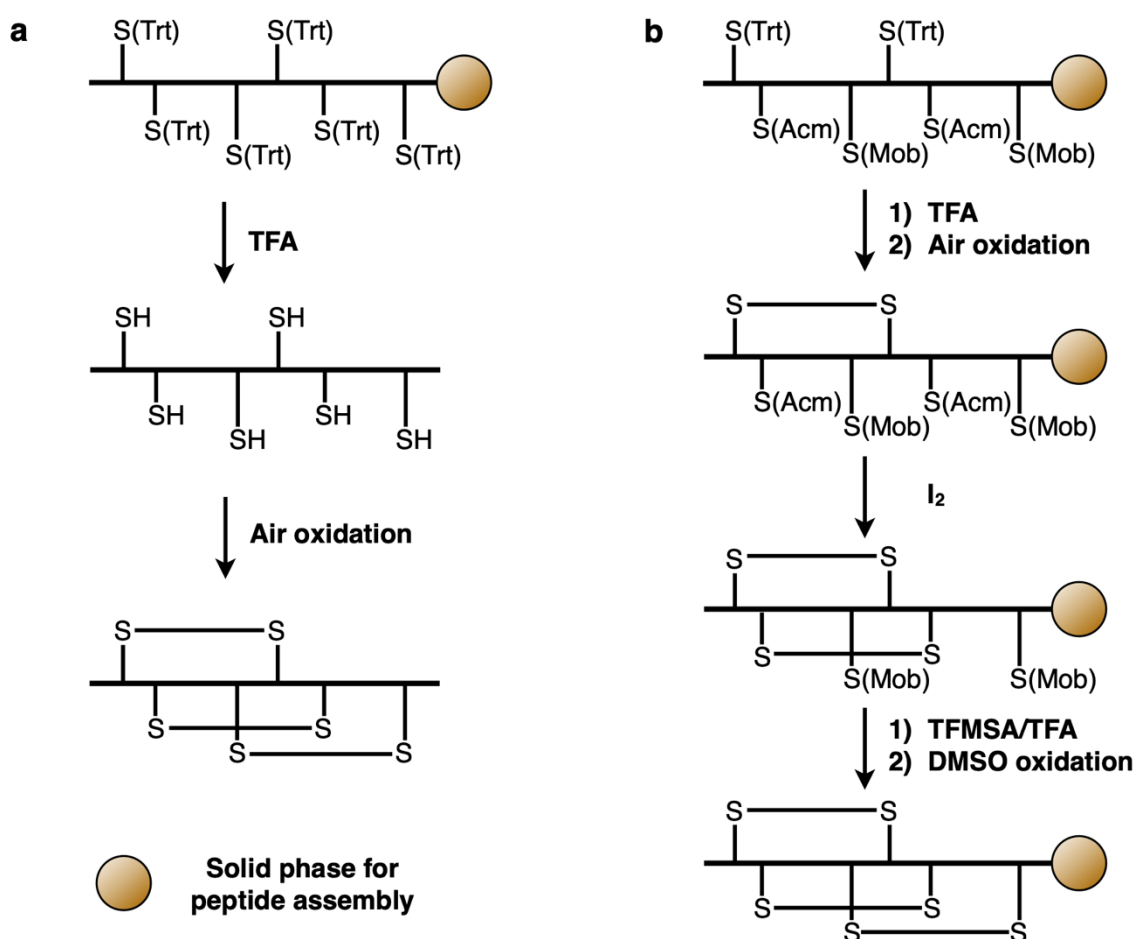 a
S(Trt) S(Trt)
S(Trt) S(Trt) S(Trt) S(Trt)
TFA
SH SH
SH SH SH SH
Air oxidation
S S
S S
S S
Solid phase for
peptide assembly
b
S(Trt) S(Trt)
S(Acm) S(Acm)
S(Mob) S(Mob)
1) TFA
2) Air oxidation
S S
S(Acm) S(Acm)
S(Mob) S(Mob)
I₂
S S
S S
S(Mob) S(Mob)
1) TFMSA/TFA
2) DMSO oxidation
S S
S S
S S